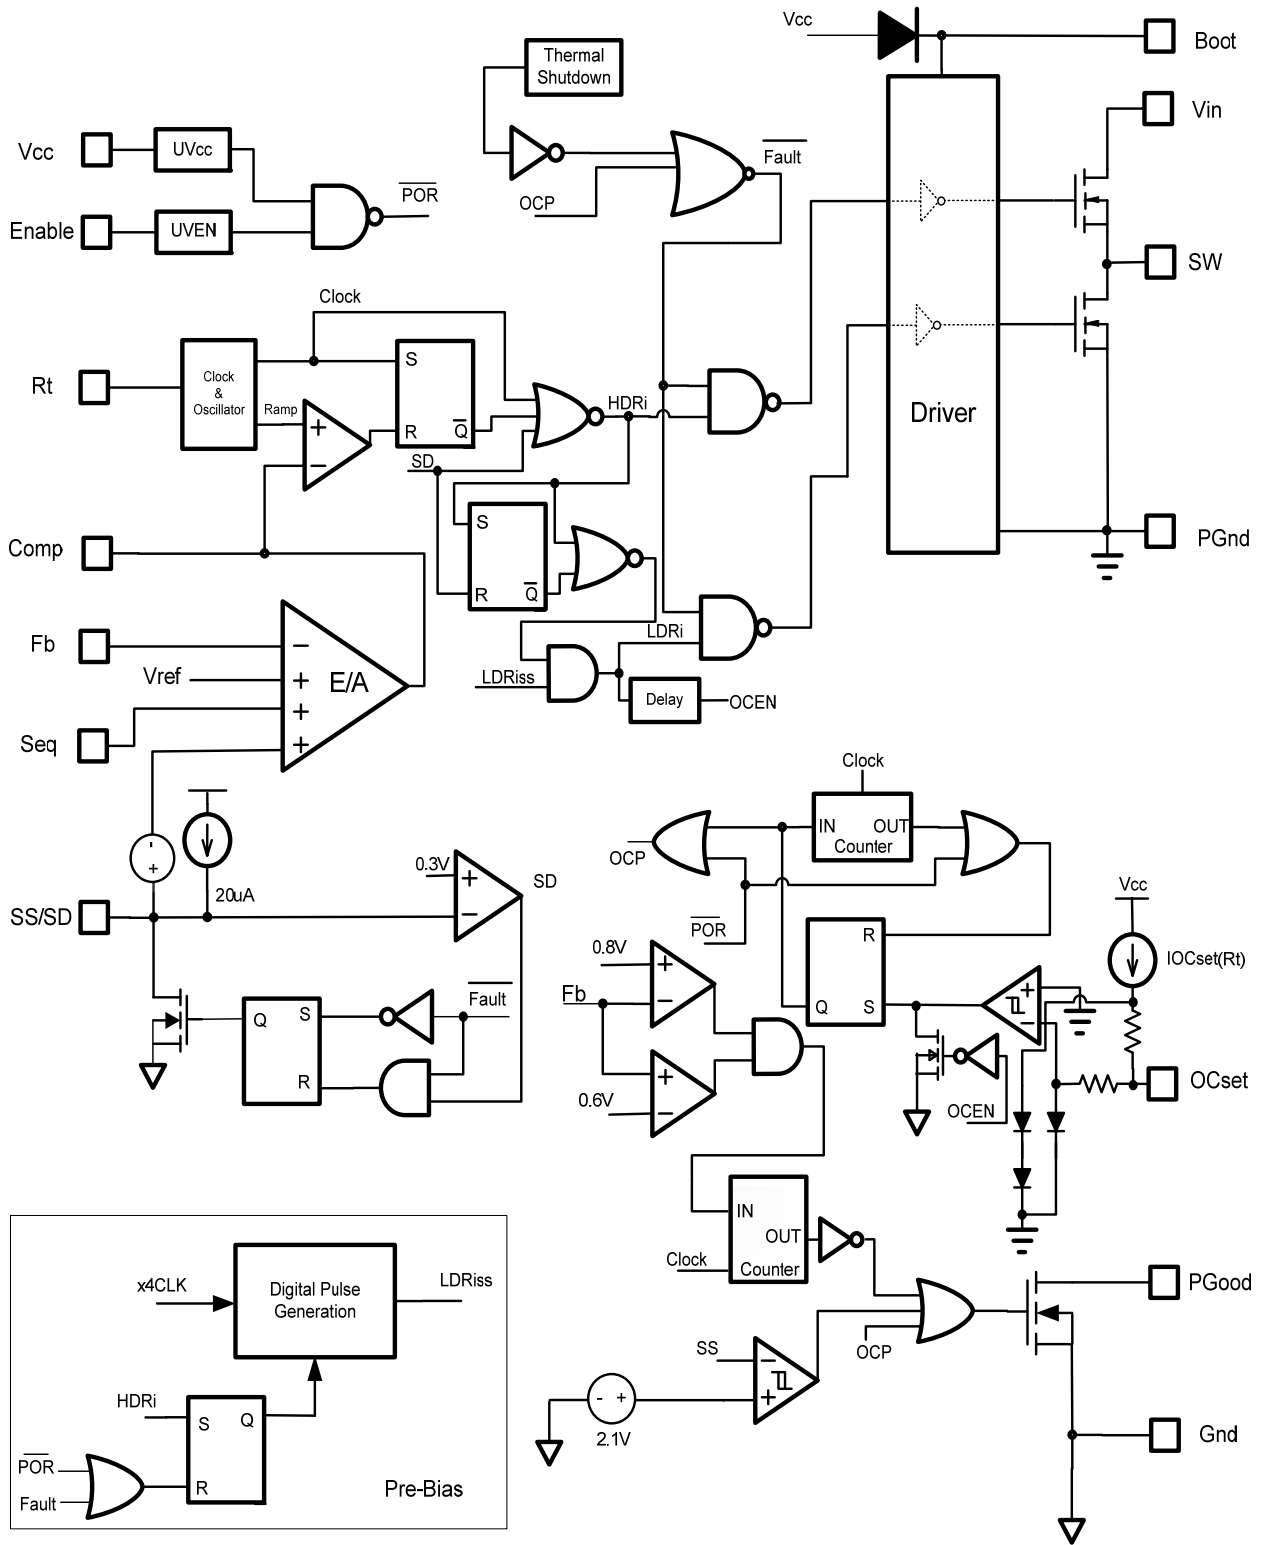 Vcc
Boot
Thermal
Shutdown
Vin
Vcc
UVcc
Fault
POR
OCP
Enable
UVEN
SW
Clock
Rt
Clock
&
Oscillator
S
Ramp
+
−
R
Q
HDRi
Driver
SD
S
R
Q
Comp
PGnd
LDRi
Fb
−
Vref
+
E/A
+
LDRiss
Delay
OCEN
Seq
+
Clock
IN
OUT
Counter
OCP
-
+
20uA
0.3V
+
−
SD
Vcc
SS/SD
POR
R
IOCset(Rt)
0.8V
+
−
Fb
Q
S
+
−
Fault
Q
S
R
+
0.6V
−
OCEN
OCset
IN
OUT
Clock
Counter
PGood
x4CLK
Digital Pulse
Generation
LDRiss
SS
−
+
OCP
- +
2.1V
HDRi
S
Q
POR
R
Fault
Pre-Bias
Gnd